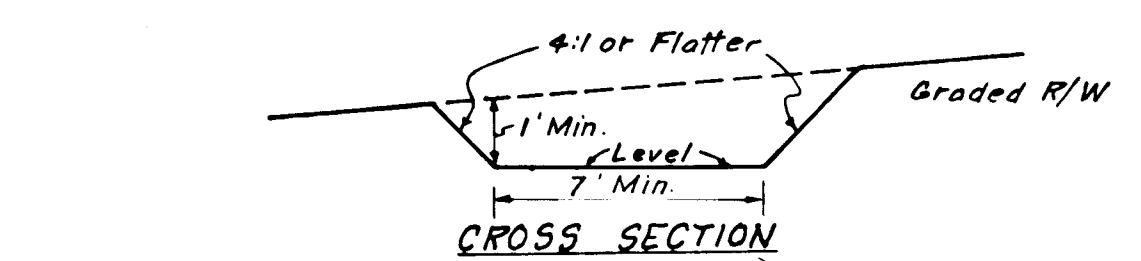 4:1 or Flatter
Graded R/W
1' Min.
Level
7' Min.
CROSS SECTION